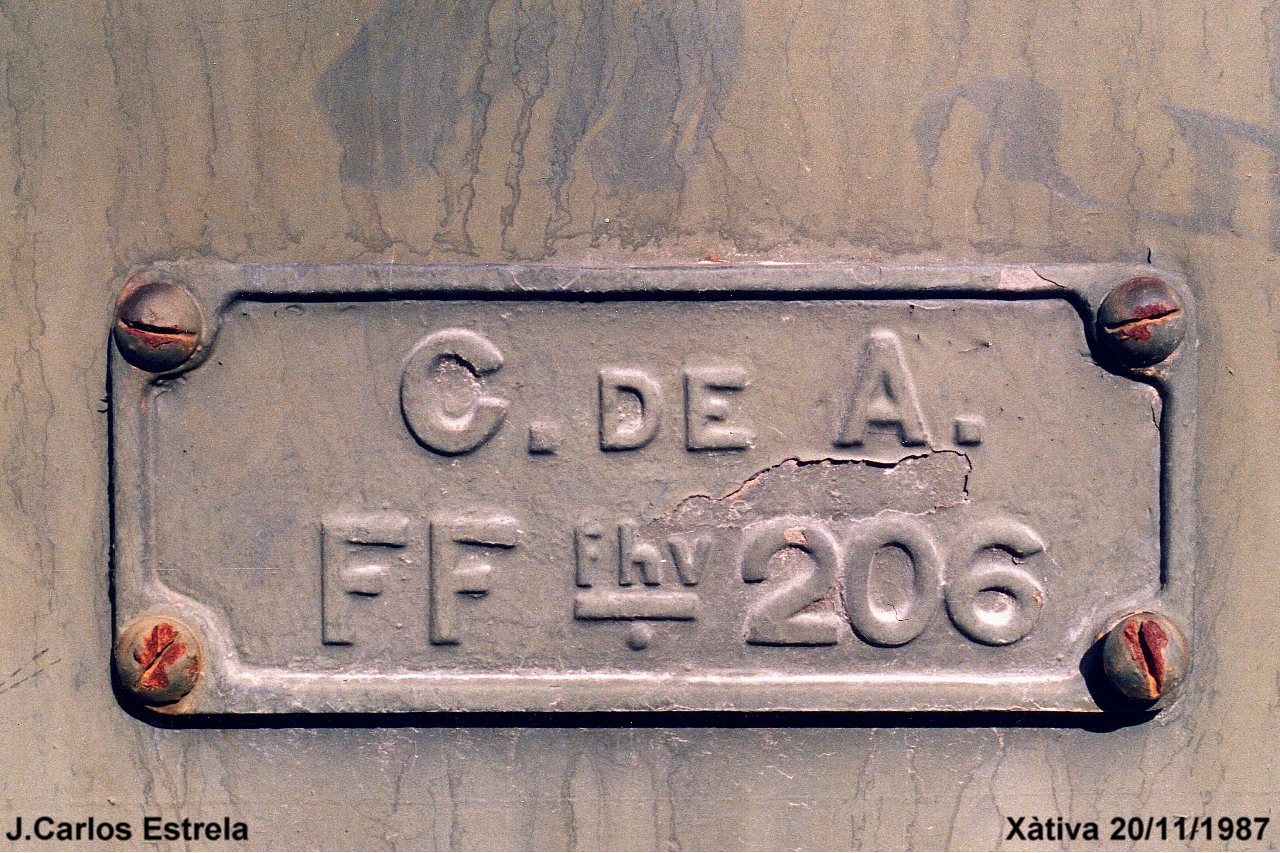 C. DE A.
FF Fhv 206
J.Carlos Estrela
Xàtiva 20/11/1987